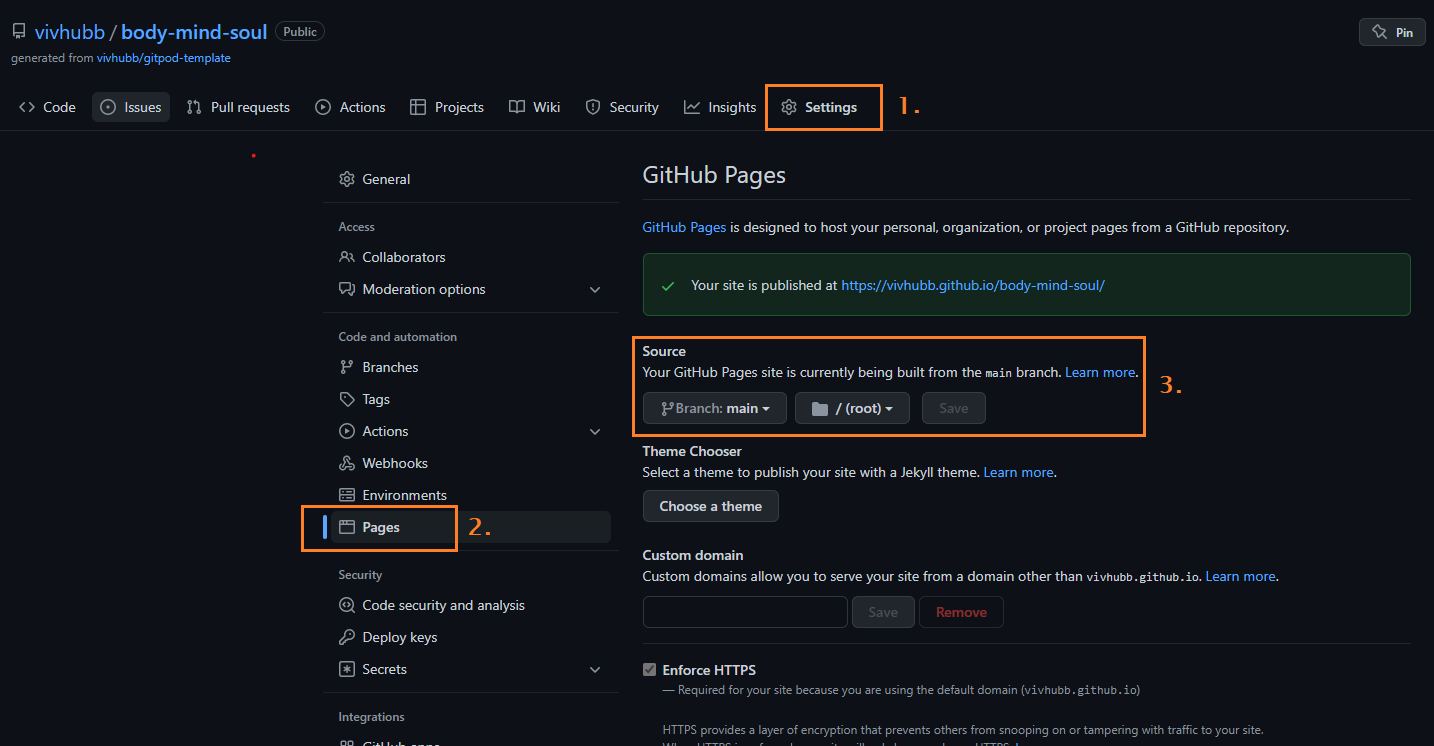 vivhubb / body-mind-soul Public
Pin
generated from vivhubb/gitpod-template
Code Issues Pull requests Actions Projects Wiki Security Insights Settings 1.
General
Access
Collaborators
Moderation options
Code and automation
Branches
Tags
Actions
Webhooks
Environments
Pages 2.
Security
Code security and analysis
Deploy keys
Secrets
Integrations
GitHub apps
GitHub Pages
GitHub Pages is designed to host your personal, organization, or project pages from a GitHub repository.
Your site is published at https://vivhubb.github.io/body-mind-soul/
Source
Your GitHub Pages site is currently being built from the main branch. Learn more.
3.
Branch: main / (root) Save
Theme Chooser
Select a theme to publish your site with a Jekyll theme. Learn more.
Choose a theme
Custom domain
Custom domains allow you to serve your site from a domain other than vivhubb.github.io. Learn more.
Save Remove
Enforce HTTPS
— Required for your site because you are using the default domain (vivhubb.github.io)
HTTPS provides a layer of encryption that prevents others from snooping on or tampering with traffic to your site.